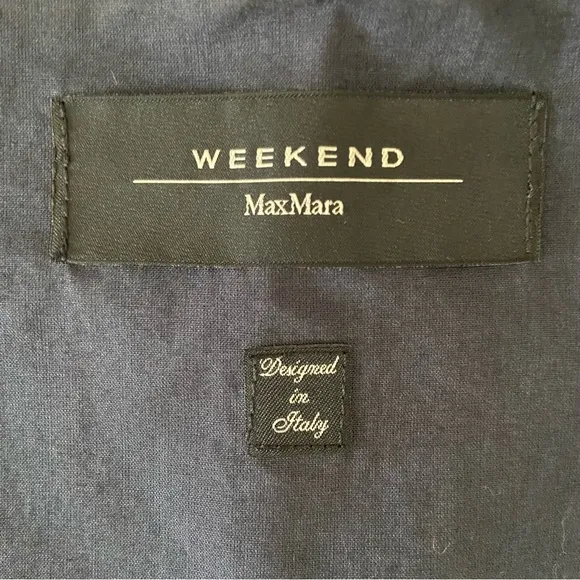 WEEKEND
MaxMara
Designed
in
Italy